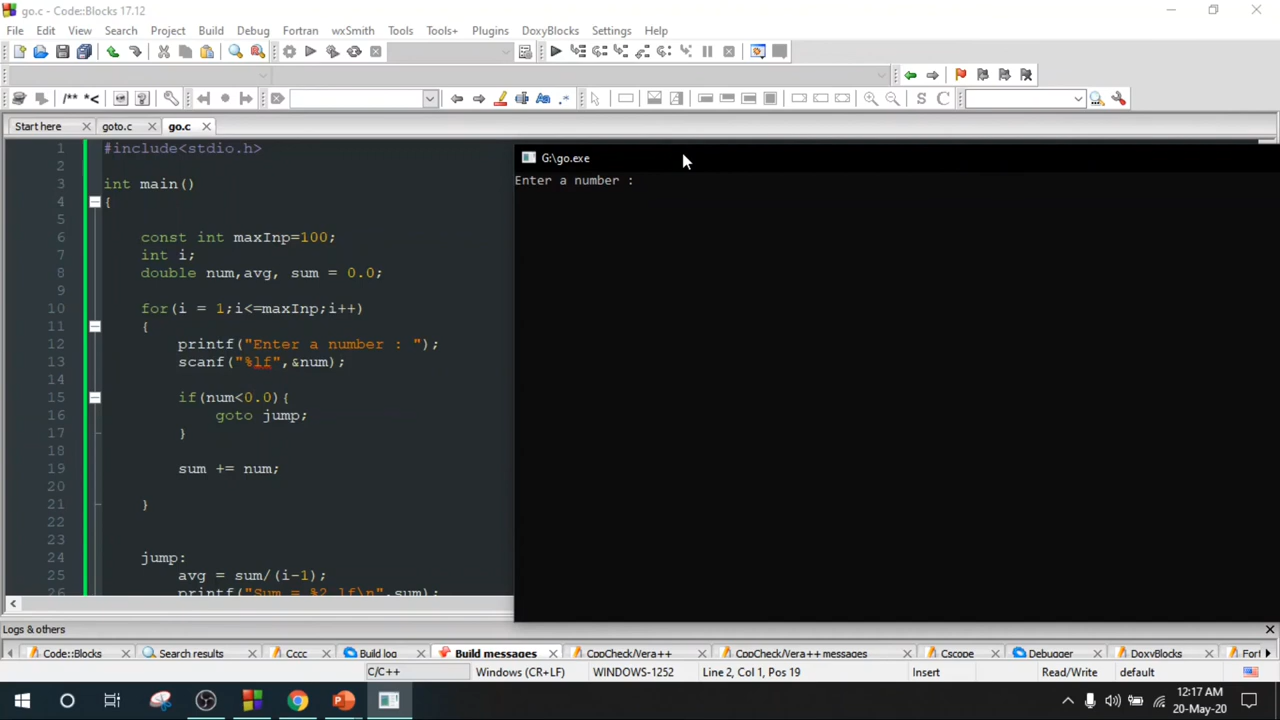 go.c - Code::Blocks 17.12
File Edit View Search Project Build Debug Fortran wxSmith Tools Tools+ Plugins DoxyBlocks Settings Help
/** *< S C
Start here goto.c go.c
1 #include<stdio.h>
2
3 int main()
4 {
5
6 const int maxInp=100;
7 int i;
8 double num,avg, sum = 0.0;
9
10 for(i = 1;i<=maxInp;i++)
11 {
12 printf("Enter a number : ");
13 scanf("%lf",&num);
14
15 if(num<0.0){
16 goto jump;
17 }
18
19 sum += num;
20
21 }
22
23
24 jump:
25 avg = sum/(i-1);
26 printf("Sum = %2.lf\n",sum);
G:\go.exe
Enter a number :
Logs & others
Code::Blocks Search results Cccc Build log Build messages CppCheck/Vera++ CppCheck/Vera++ messages Cscope Debugger DoxyBlocks Fort
C/C++ Windows (CR+LF) WINDOWS-1252 Line 2, Col 1, Pos 19 Insert Read/Write default
12:17 AM
20-May-20